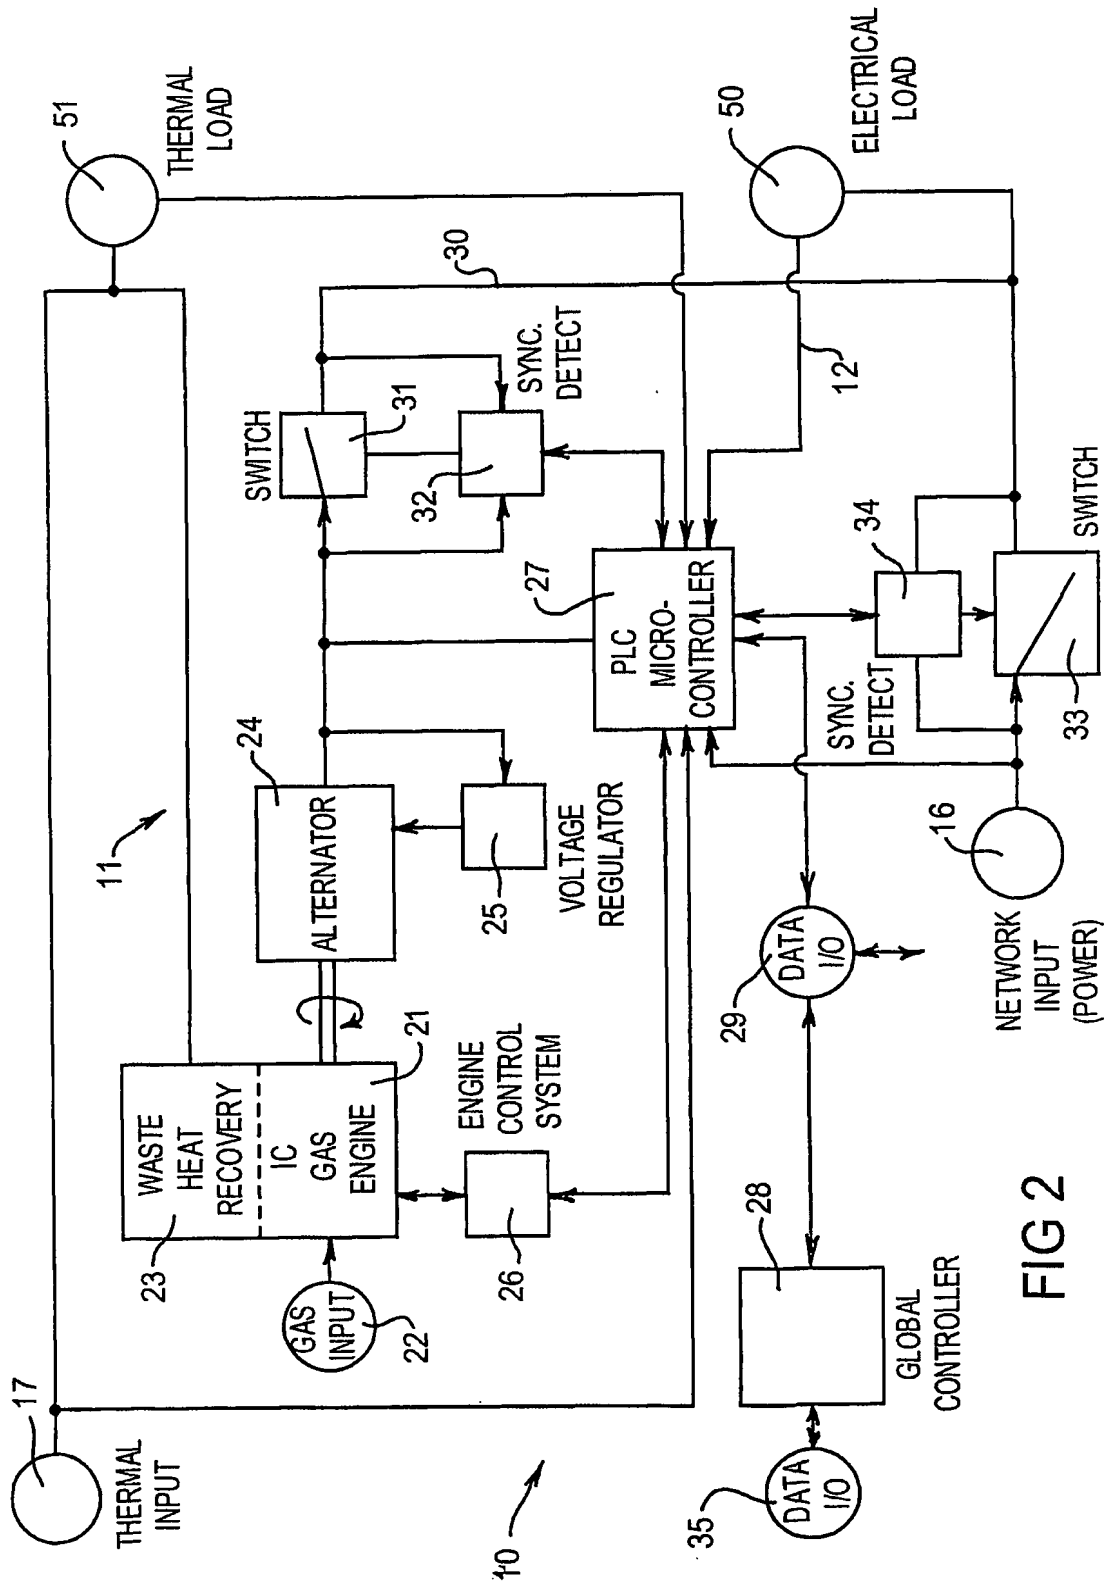 17
THERMAL
INPUT
51
THERMAL
LOAD
11
23
WASTE
HEAT
RECOVERY
IC
GAS
ENGINE
21
GAS
INPUT
22
ALTERNATOR
24
SWITCH
31
30
32
SYNC.
DETECT
25
VOLTAGE
REGULATOR
ENGINE
CONTROL
SYSTEM
26
27
PLC
MICRO-
CONTROLLER
50
ELECTRICAL
LOAD
12
10
35
DATA
I/O
28
GLOBAL
CONTROLLER
29
DATA
I/O
SYNC.
DETECT
34
16
NETWORK
INPUT
(POWER)
33
SWITCH
FIG 2